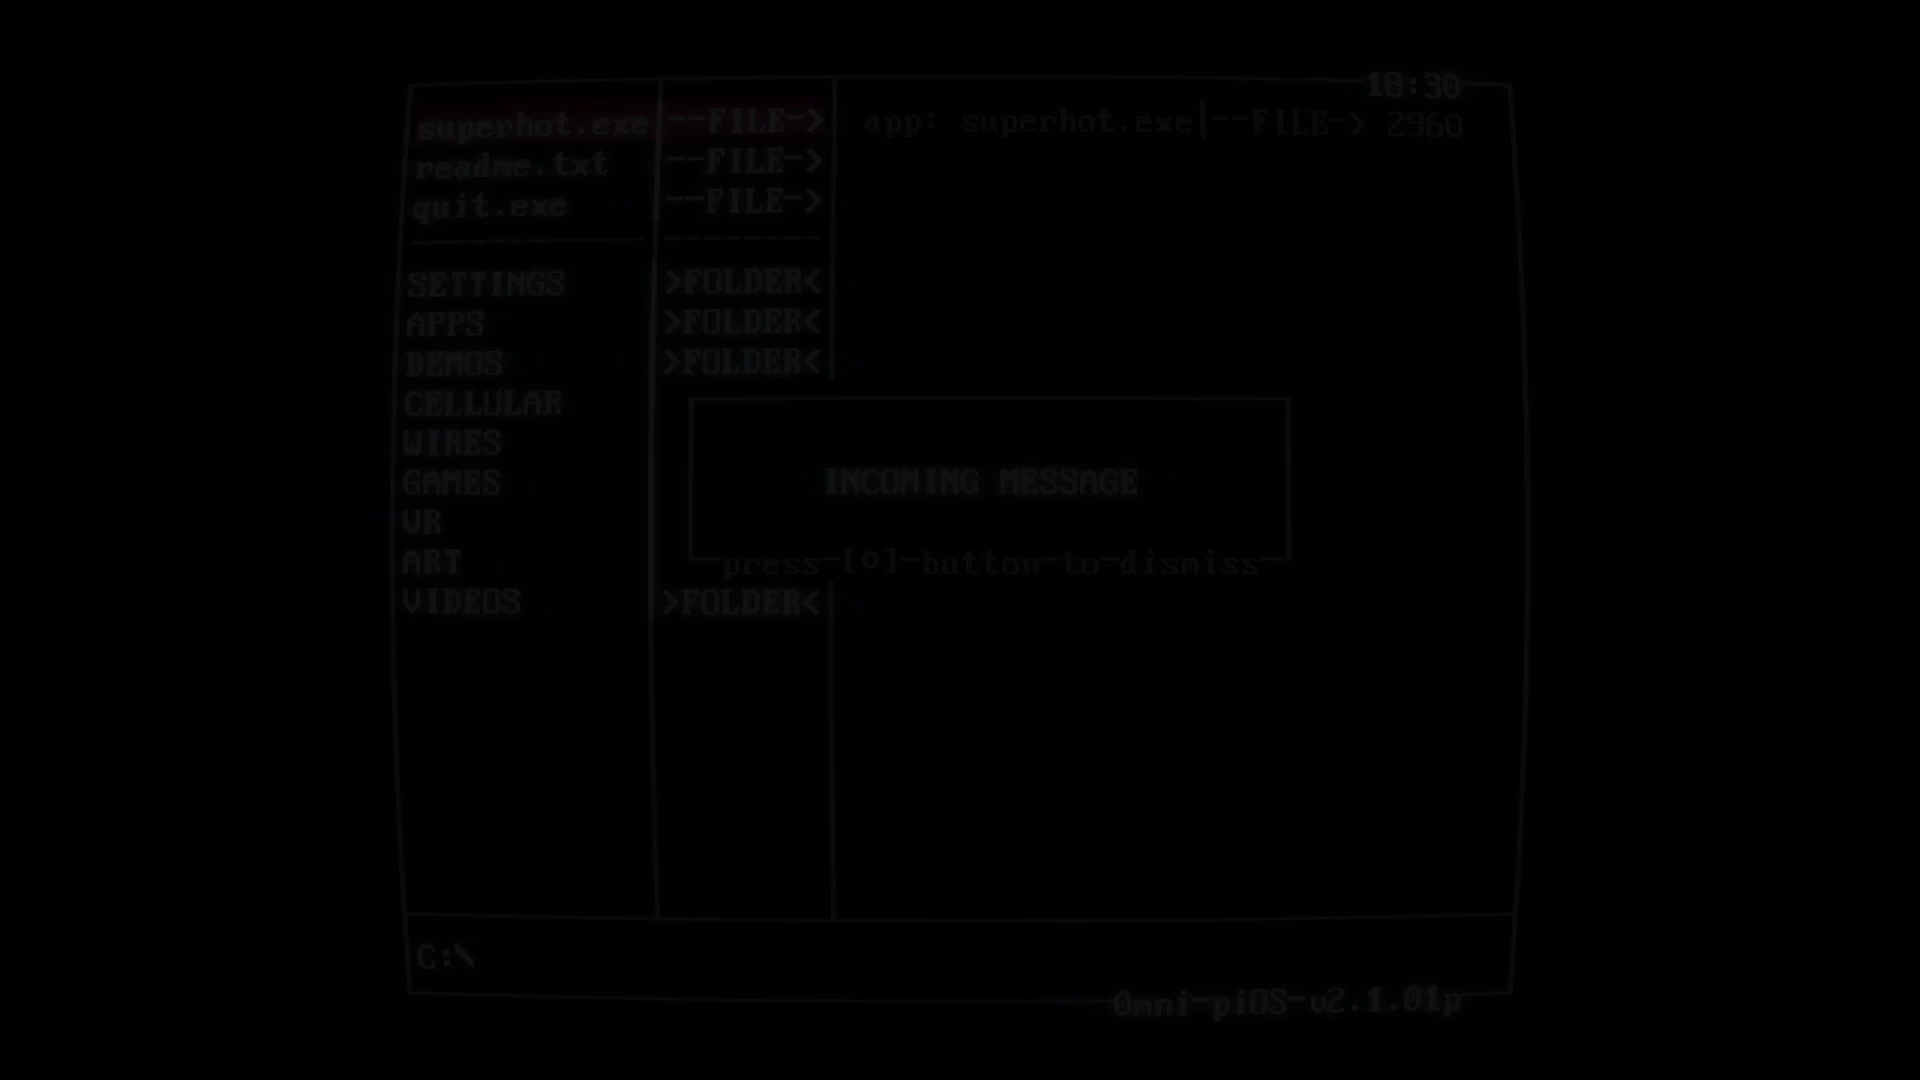 18:30
superhot.exe --FILE-> app: superhot.exe|--FILE-> 2960
readme.txt --FILE->
quit.exe --FILE->
SETTINGS >FOLDER<
APPS >FOLDER<
DEMOS >FOLDER<
CELLULAR
WIRES
GAMES
INCOMING MESSAGE
VR
ART
press-[O]-button-to-dismiss
VIDEOS >FOLDER<
C:\
Omni-piOS-v2.1.01p